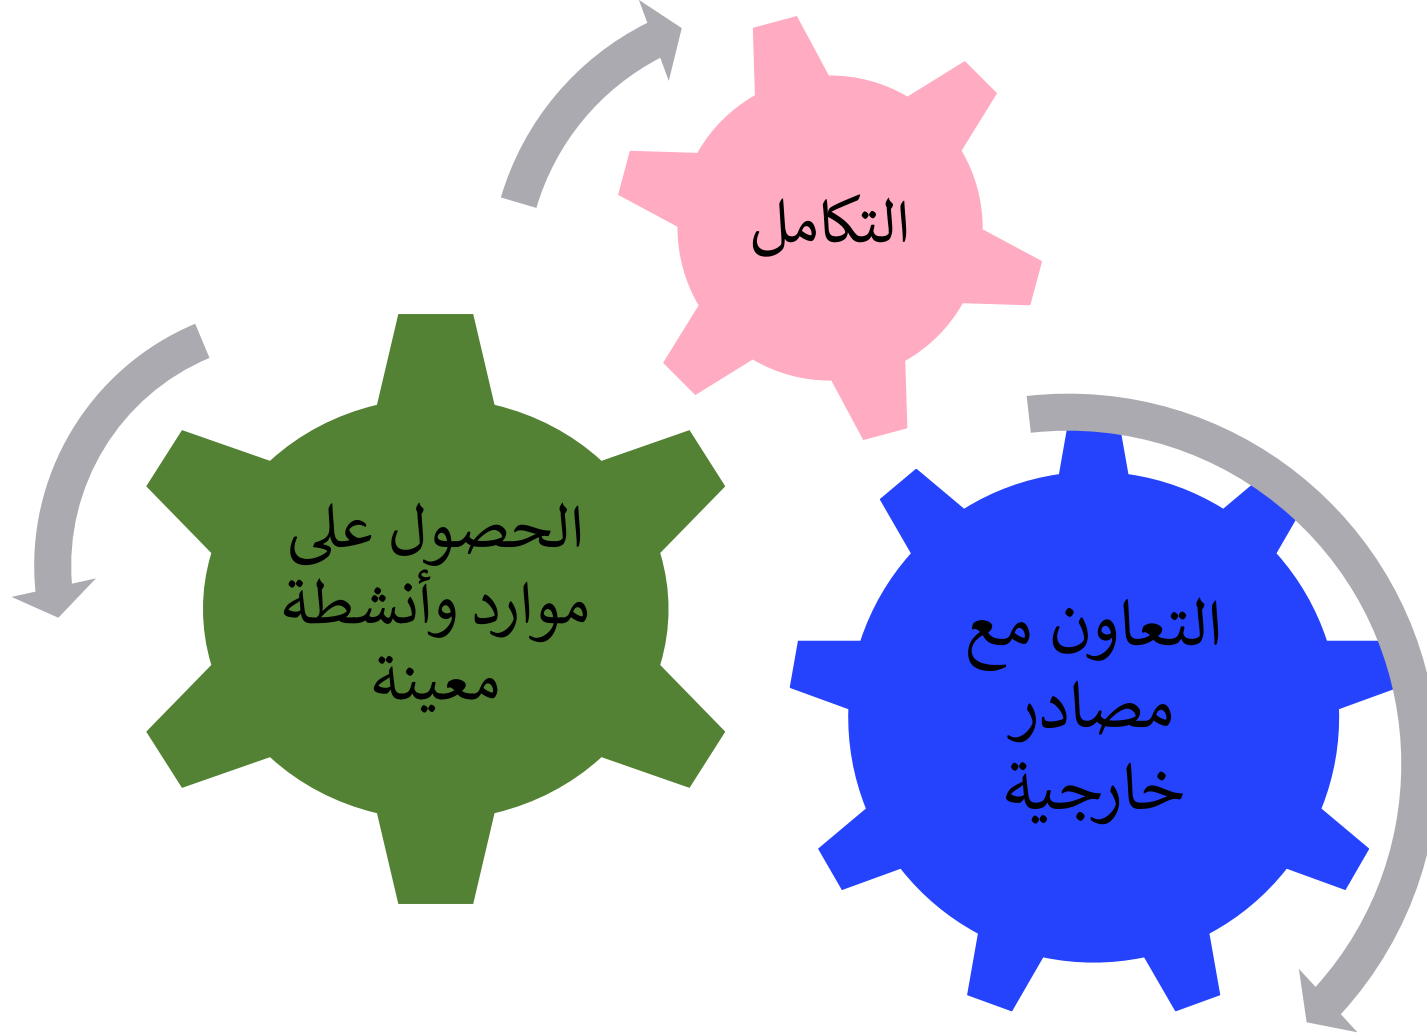 التكامل
الحصول على
موارد وأنشطة
معينة
التعاون مع
مصادر
خارجية